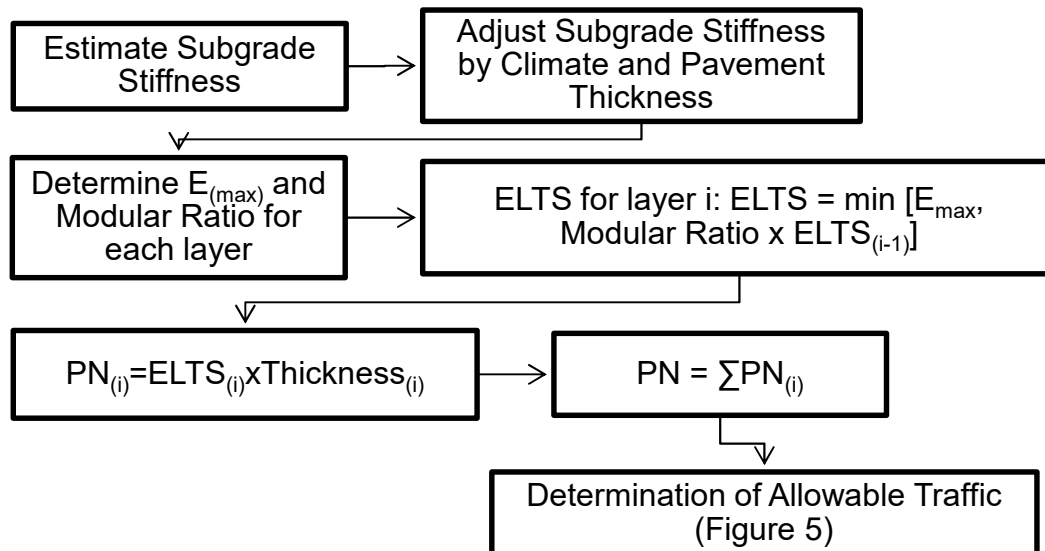 Estimate Subgrade
Stiffness
Adjust Subgrade Stiffness
by Climate and Pavement
Thickness
Determine E(max) and
Modular Ratio for
each layer
ELTS for layer i: ELTS = min [Emax,
Modular Ratio x ELTS(i-1)]
PN(i)=ELTS(i)xThickness(i)
PN = ∑PN(i)
Determination of Allowable Traffic
(Figure 5)